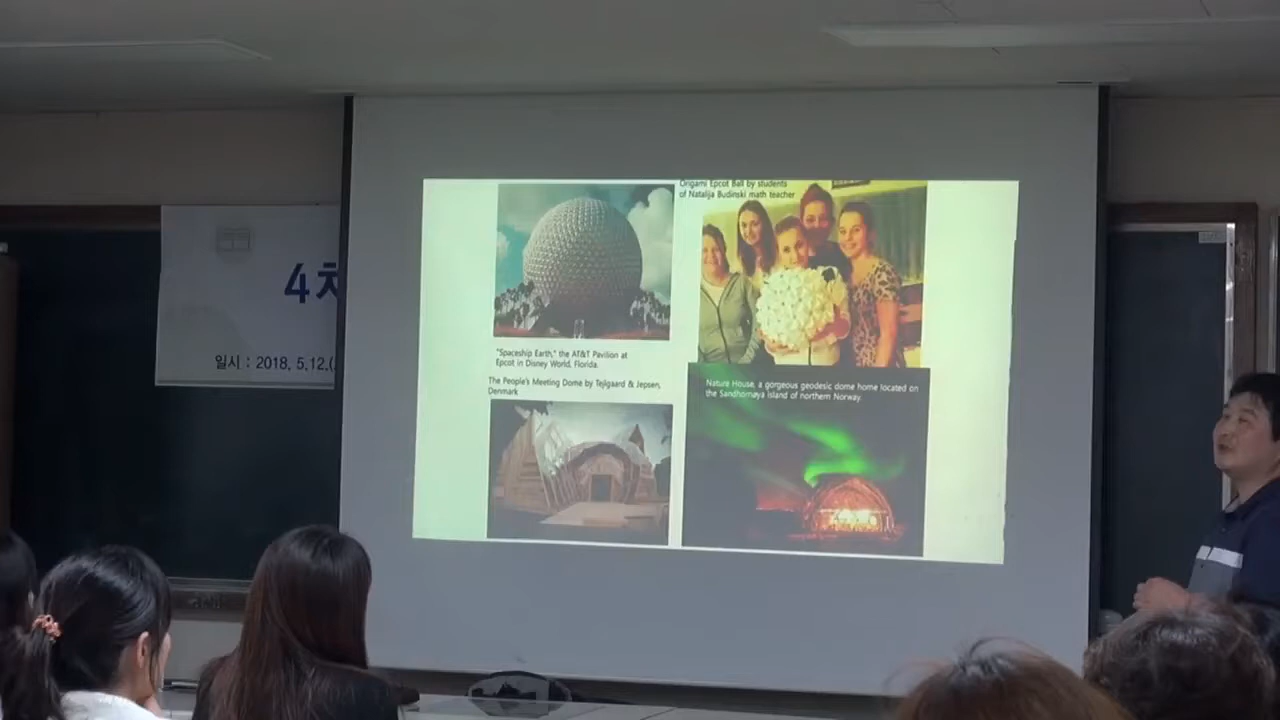 4차
일시 : 2018. 5.12.(
Origami Epcot Ball by students
of Natalija Budinski math teacher
"Spaceship Earth," the AT&T Pavilion at
Epcot in Disney World, Florida.
The People's Meeting Dome by Tejlgaard & Jepsen,
Denmark
Nature House, a gorgeous geodesic dome home located on
the Sandhornøya island of northern Norway.